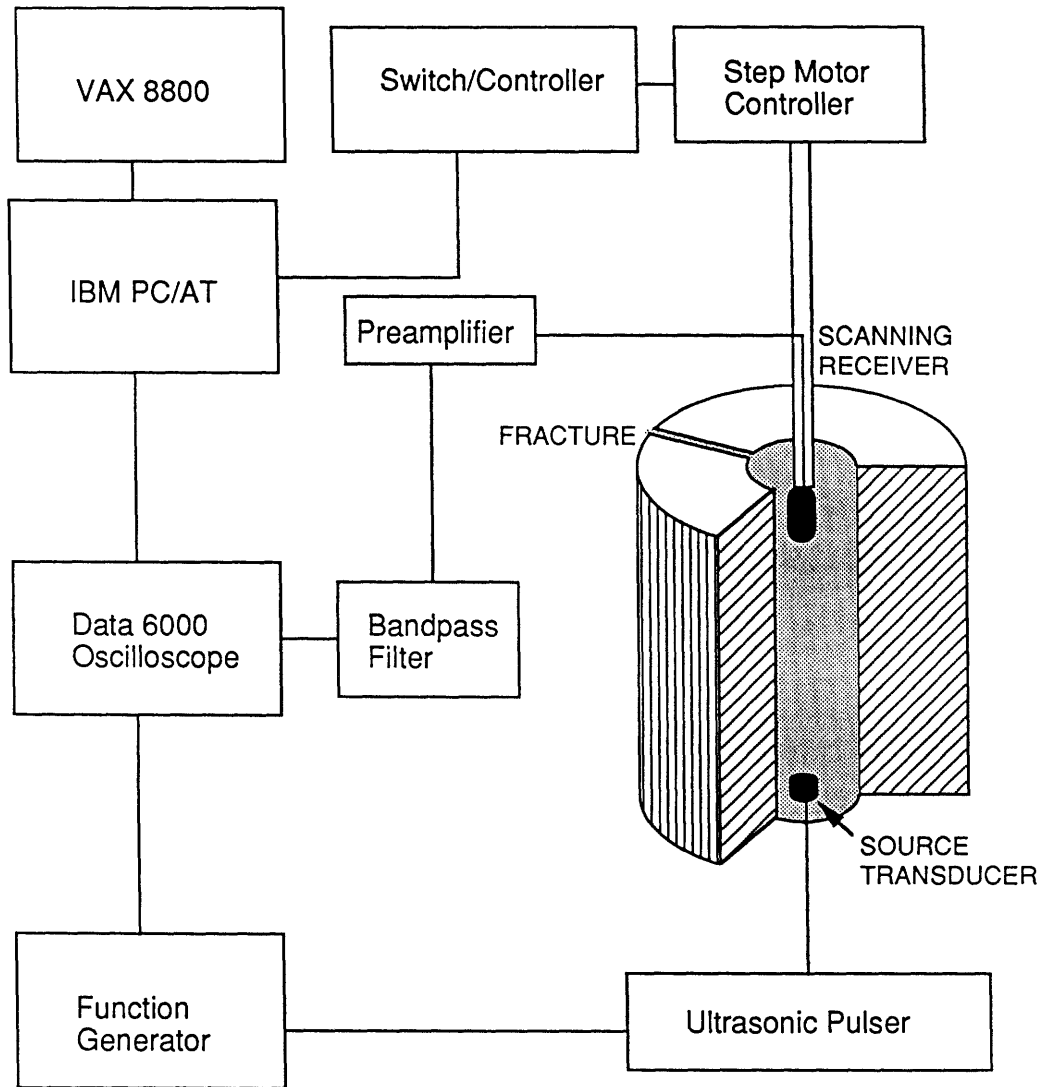 VAX 8800
Switch/Controller
Step Motor
Controller
IBM PC/AT
Preamplifier
SCANNING
RECEIVER
FRACTURE
Data 6000
Oscilloscope
Bandpass
Filter
SOURCE
TRANSDUCER
Function
Generator
Ultrasonic Pulser